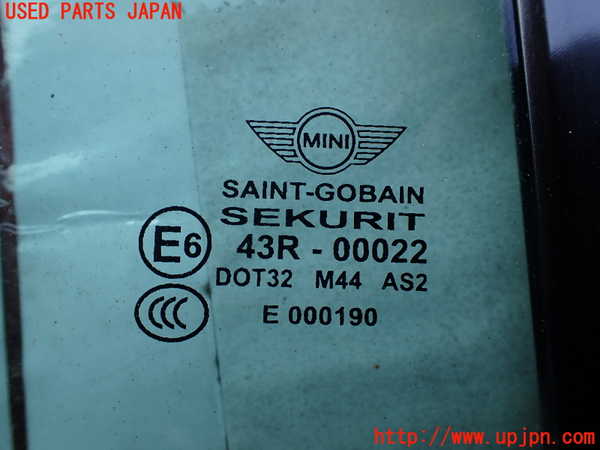 USED PARTS JAPAN
MINI
SAINT-GOBAIN
SEKURIT
E6 43R - 00022
DOT32 M44 AS2
CCC E 000190
http://www.upjpn.com/